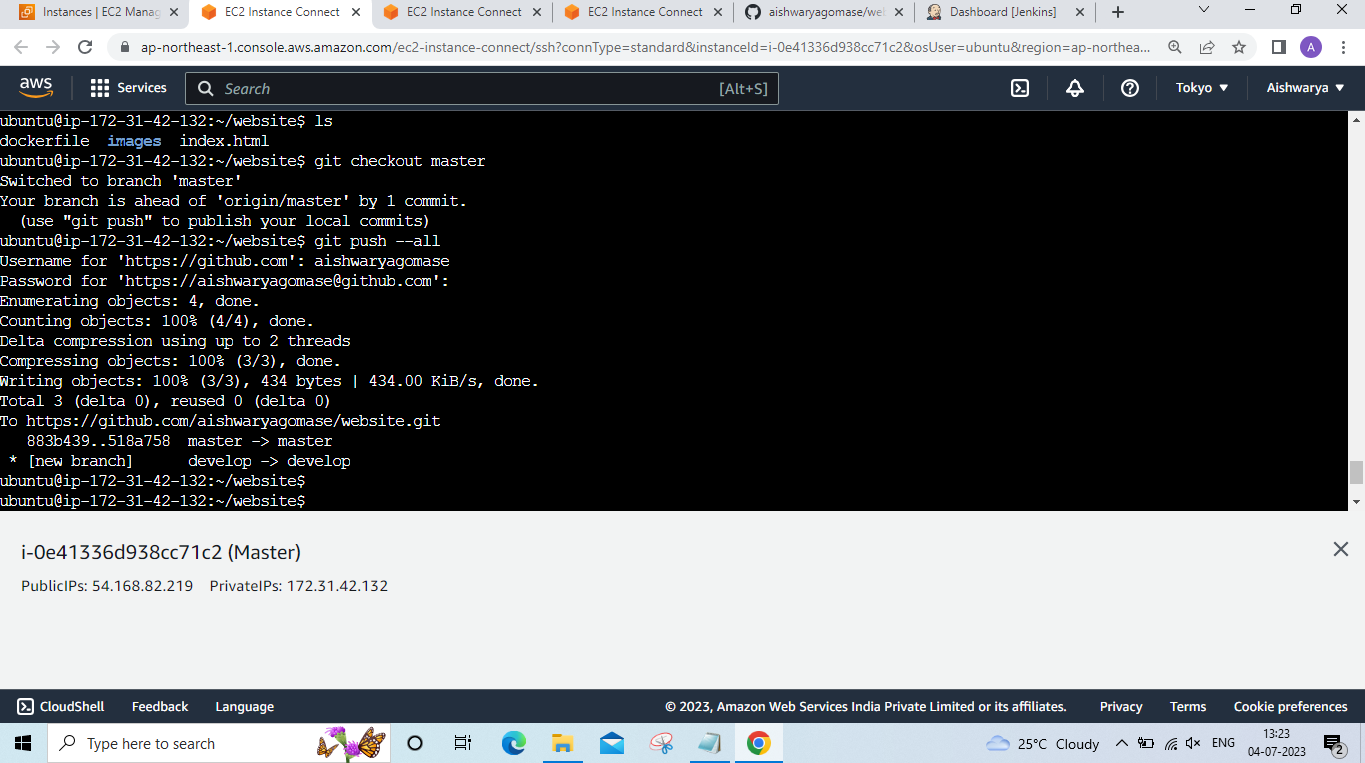 Instances | EC2 Manag
EC2 Instance Connect
EC2 Instance Connect
EC2 Instance Connect
aishwaryagomase/we
Dashboard [Jenkins]
ap-northeast-1.console.aws.amazon.com/ec2-instance-connect/ssh?connType=standard&instanceId=i-0e41336d938cc71c2&osUser=ubuntu&region=ap-northea...
A
aws
Services
Search
[Alt+S]
Tokyo
Aishwarya
ubuntu@ip-172-31-42-132:~/website$ ls
dockerfile  images  index.html
ubuntu@ip-172-31-42-132:~/website$ git checkout master
Switched to branch 'master'
Your branch is ahead of 'origin/master' by 1 commit.
  (use "git push" to publish your local commits)
ubuntu@ip-172-31-42-132:~/website$ git push --all
Username for 'https://github.com': aishwaryagomase
Password for 'https://aishwaryagomase@github.com':
Enumerating objects: 4, done.
Counting objects: 100% (4/4), done.
Delta compression using up to 2 threads
Compressing objects: 100% (3/3), done.
Writing objects: 100% (3/3), 434 bytes | 434.00 KiB/s, done.
Total 3 (delta 0), reused 0 (delta 0)
To https://github.com/aishwaryagomase/website.git
   883b439..518a758  master -> master
 * [new branch]      develop -> develop
ubuntu@ip-172-31-42-132:~/website$
ubuntu@ip-172-31-42-132:~/website$
i-0e41336d938cc71c2 (Master)
PublicIPs: 54.168.82.219    PrivateIPs: 172.31.42.132
CloudShell
Feedback
Language
© 2023, Amazon Web Services India Private Limited or its affiliates.
Privacy
Terms
Cookie preferences
Type here to search
25°C Cloudy
ENG
13:23
04-07-2023
2